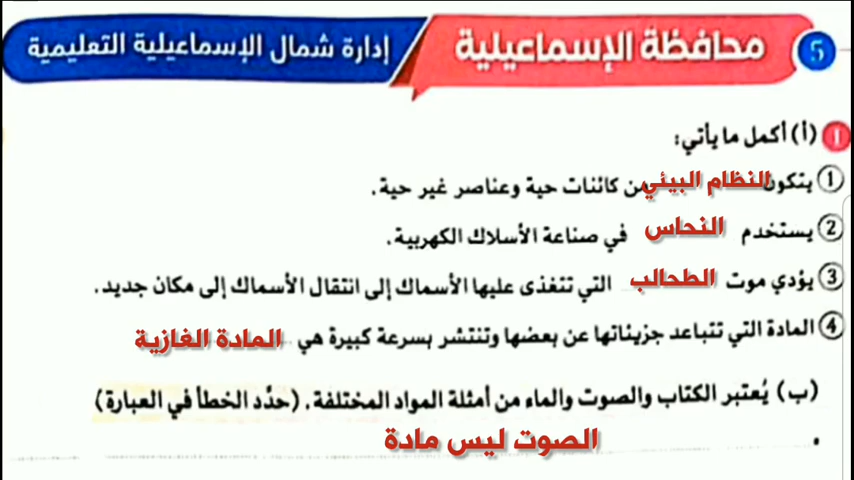 5 محافظة الإسماعيلية إدارة شمال الإسماعيلية التعليمية
1 (أ) أكمل ما يأتي:
1 يتكون النظام البيئي من كائنات حية وعناصر غير حية.
2 يستخدم النحاس في صناعة الأسلاك الكهربية.
3 يؤدي موت الطحالب التي تتغذى عليها الأسماك إلى انتقال الأسماك إلى مكان جديد.
4 المادة التي تتباعد جزيئاتها عن بعضها وتنتشر بسرعة كبيرة هي المادة الغازية
(ب) يُعتبر الكتاب والصوت والماء من أمثلة المواد المختلفة. (حدِّد الخطأ في العبارة)
الصوت ليس مادة